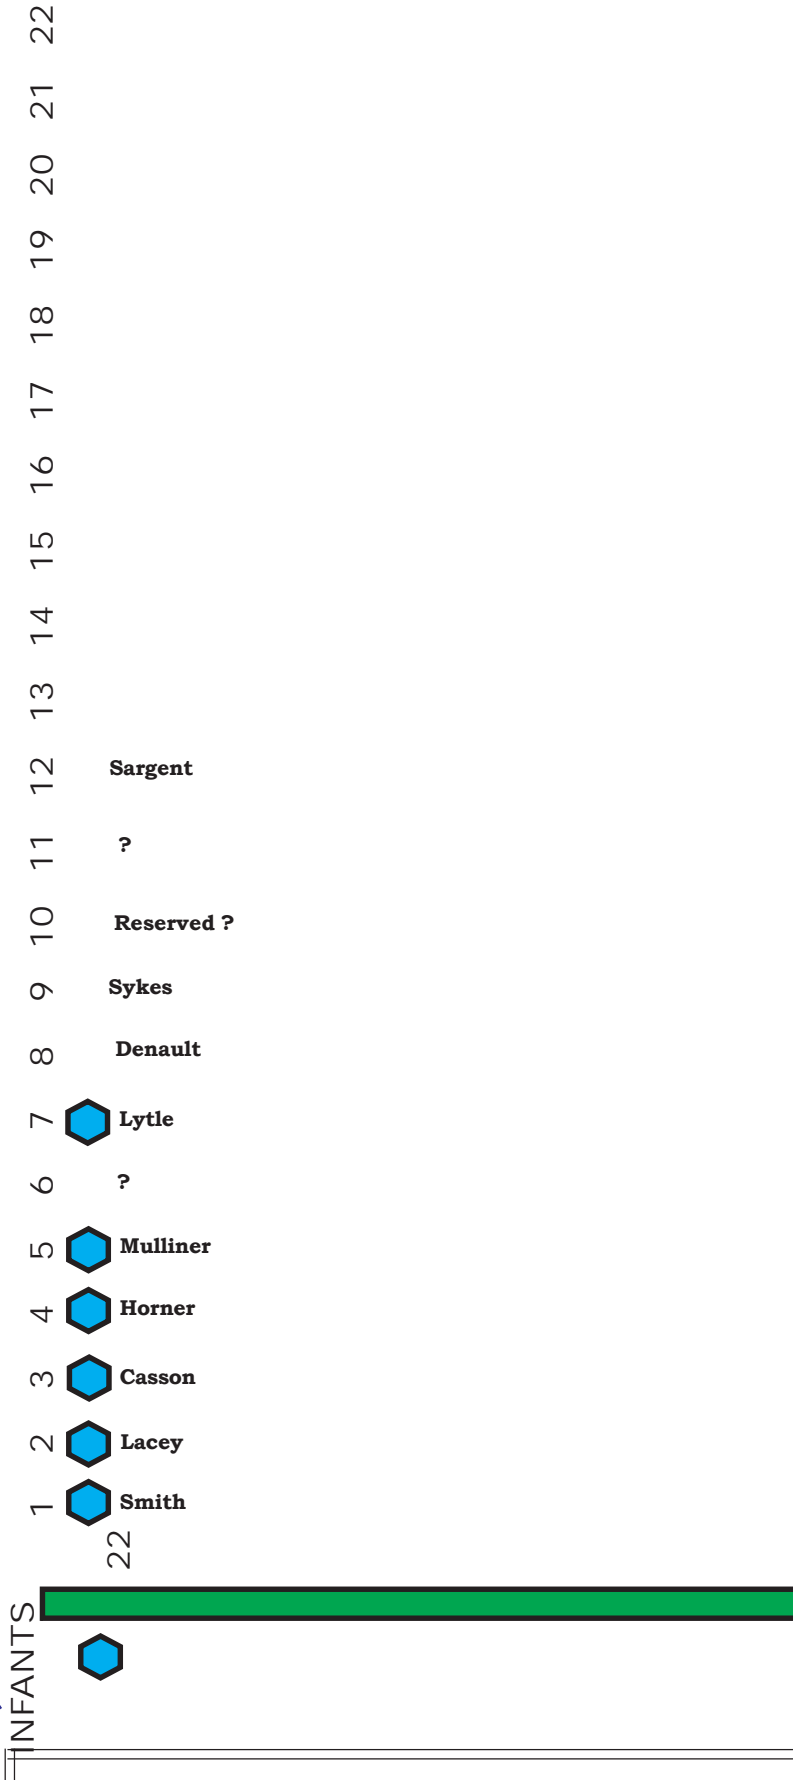 22
21
20
19
18
17
16
15
14
13
12 Sargent
11 ?
10 Reserved ?
9 Sykes
8 Denault
7 Lytle
6 ?
5 Mulliner
4 Horner
3 Casson
2 Lacey
1 Smith
22
INFANTS